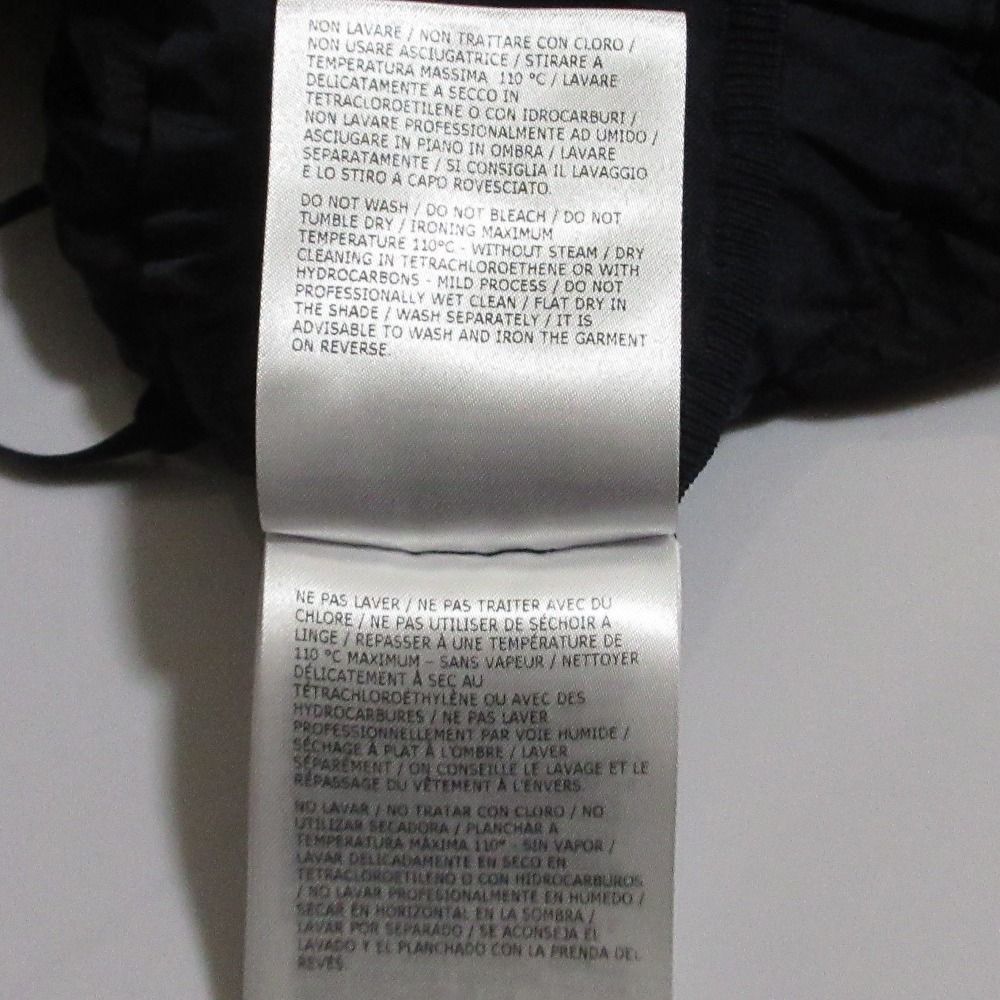 NON LAVARE / NON TRATTARE CON CLORO /
NON USARE ASCIUGATRICE / STIRARE A
TEMPERATURA MASSIMA 110 °C / LAVARE
DELICATAMENTE A SECCO IN
TETRACLOROETILENE O CON IDROCARBURI /
NON LAVARE PROFESSIONALMENTE AD UMIDO /
ASCIUGARE IN PIANO IN OMBRA / LAVARE
SEPARATAMENTE / SI CONSIGLIA IL LAVAGGIO
E LO STIRO A CAPO ROVESCIATO.
DO NOT WASH / DO NOT BLEACH / DO NOT
TUMBLE DRY / IRONING MAXIMUM
TEMPERATURE 110°C - WITHOUT STEAM / DRY
CLEANING IN TETRACHLOROETHENE OR WITH
HYDROCARBONS - MILD PROCESS / DO NOT
PROFESSIONALLY WET CLEAN / FLAT DRY IN
THE SHADE / WASH SEPARATELY / IT IS
ADVISABLE TO WASH AND IRON THE GARMENT
ON REVERSE.
NE PAS LAVER / NE PAS TRAITER AVEC DU
CHLORE / NE PAS UTILISER DE SÉCHOIR A
LINGE / REPASSER À UNE TEMPÉRATURE DE
110 °C MAXIMUM – SANS VAPEUR / NETTOYER
DÉLICATEMENT À SEC AU
TÉTRACHLOROÉTHYLÈNE OU AVEC DES
HYDROCARBURES / NE PAS LAVER
PROFESSIONNELLEMENT PAR VOIE HUMIDE /
SÉCHAGE À PLAT À L'OMBRE / LAVER
SÉPARÉMENT / ON CONSEILLE LE LAVAGE ET LE
RÉPASSAGE DU VÊTEMENT À L'ENVERS.
NO LAVAR / NO TRATAR CON CLORO / NO
UTILIZAR SECADORA / PLANCHAR A
TEMPERATURA MÁXIMA 110° - SIN VAPOR /
LAVAR DELICADAMENTE EN SECO EN
TETRACLOROETILENO O CON HIDROCARBUROS
/ NO LAVAR PROFESIONALMENTE EN HÚMEDO /
SECAR EN HORIZONTAL EN LA SOMBRA /
LAVAR POR SEPARADO / SE ACONSEJA EL
LAVADO Y EL PLANCHADO CON LA PRENDA DEL
REVÉS.